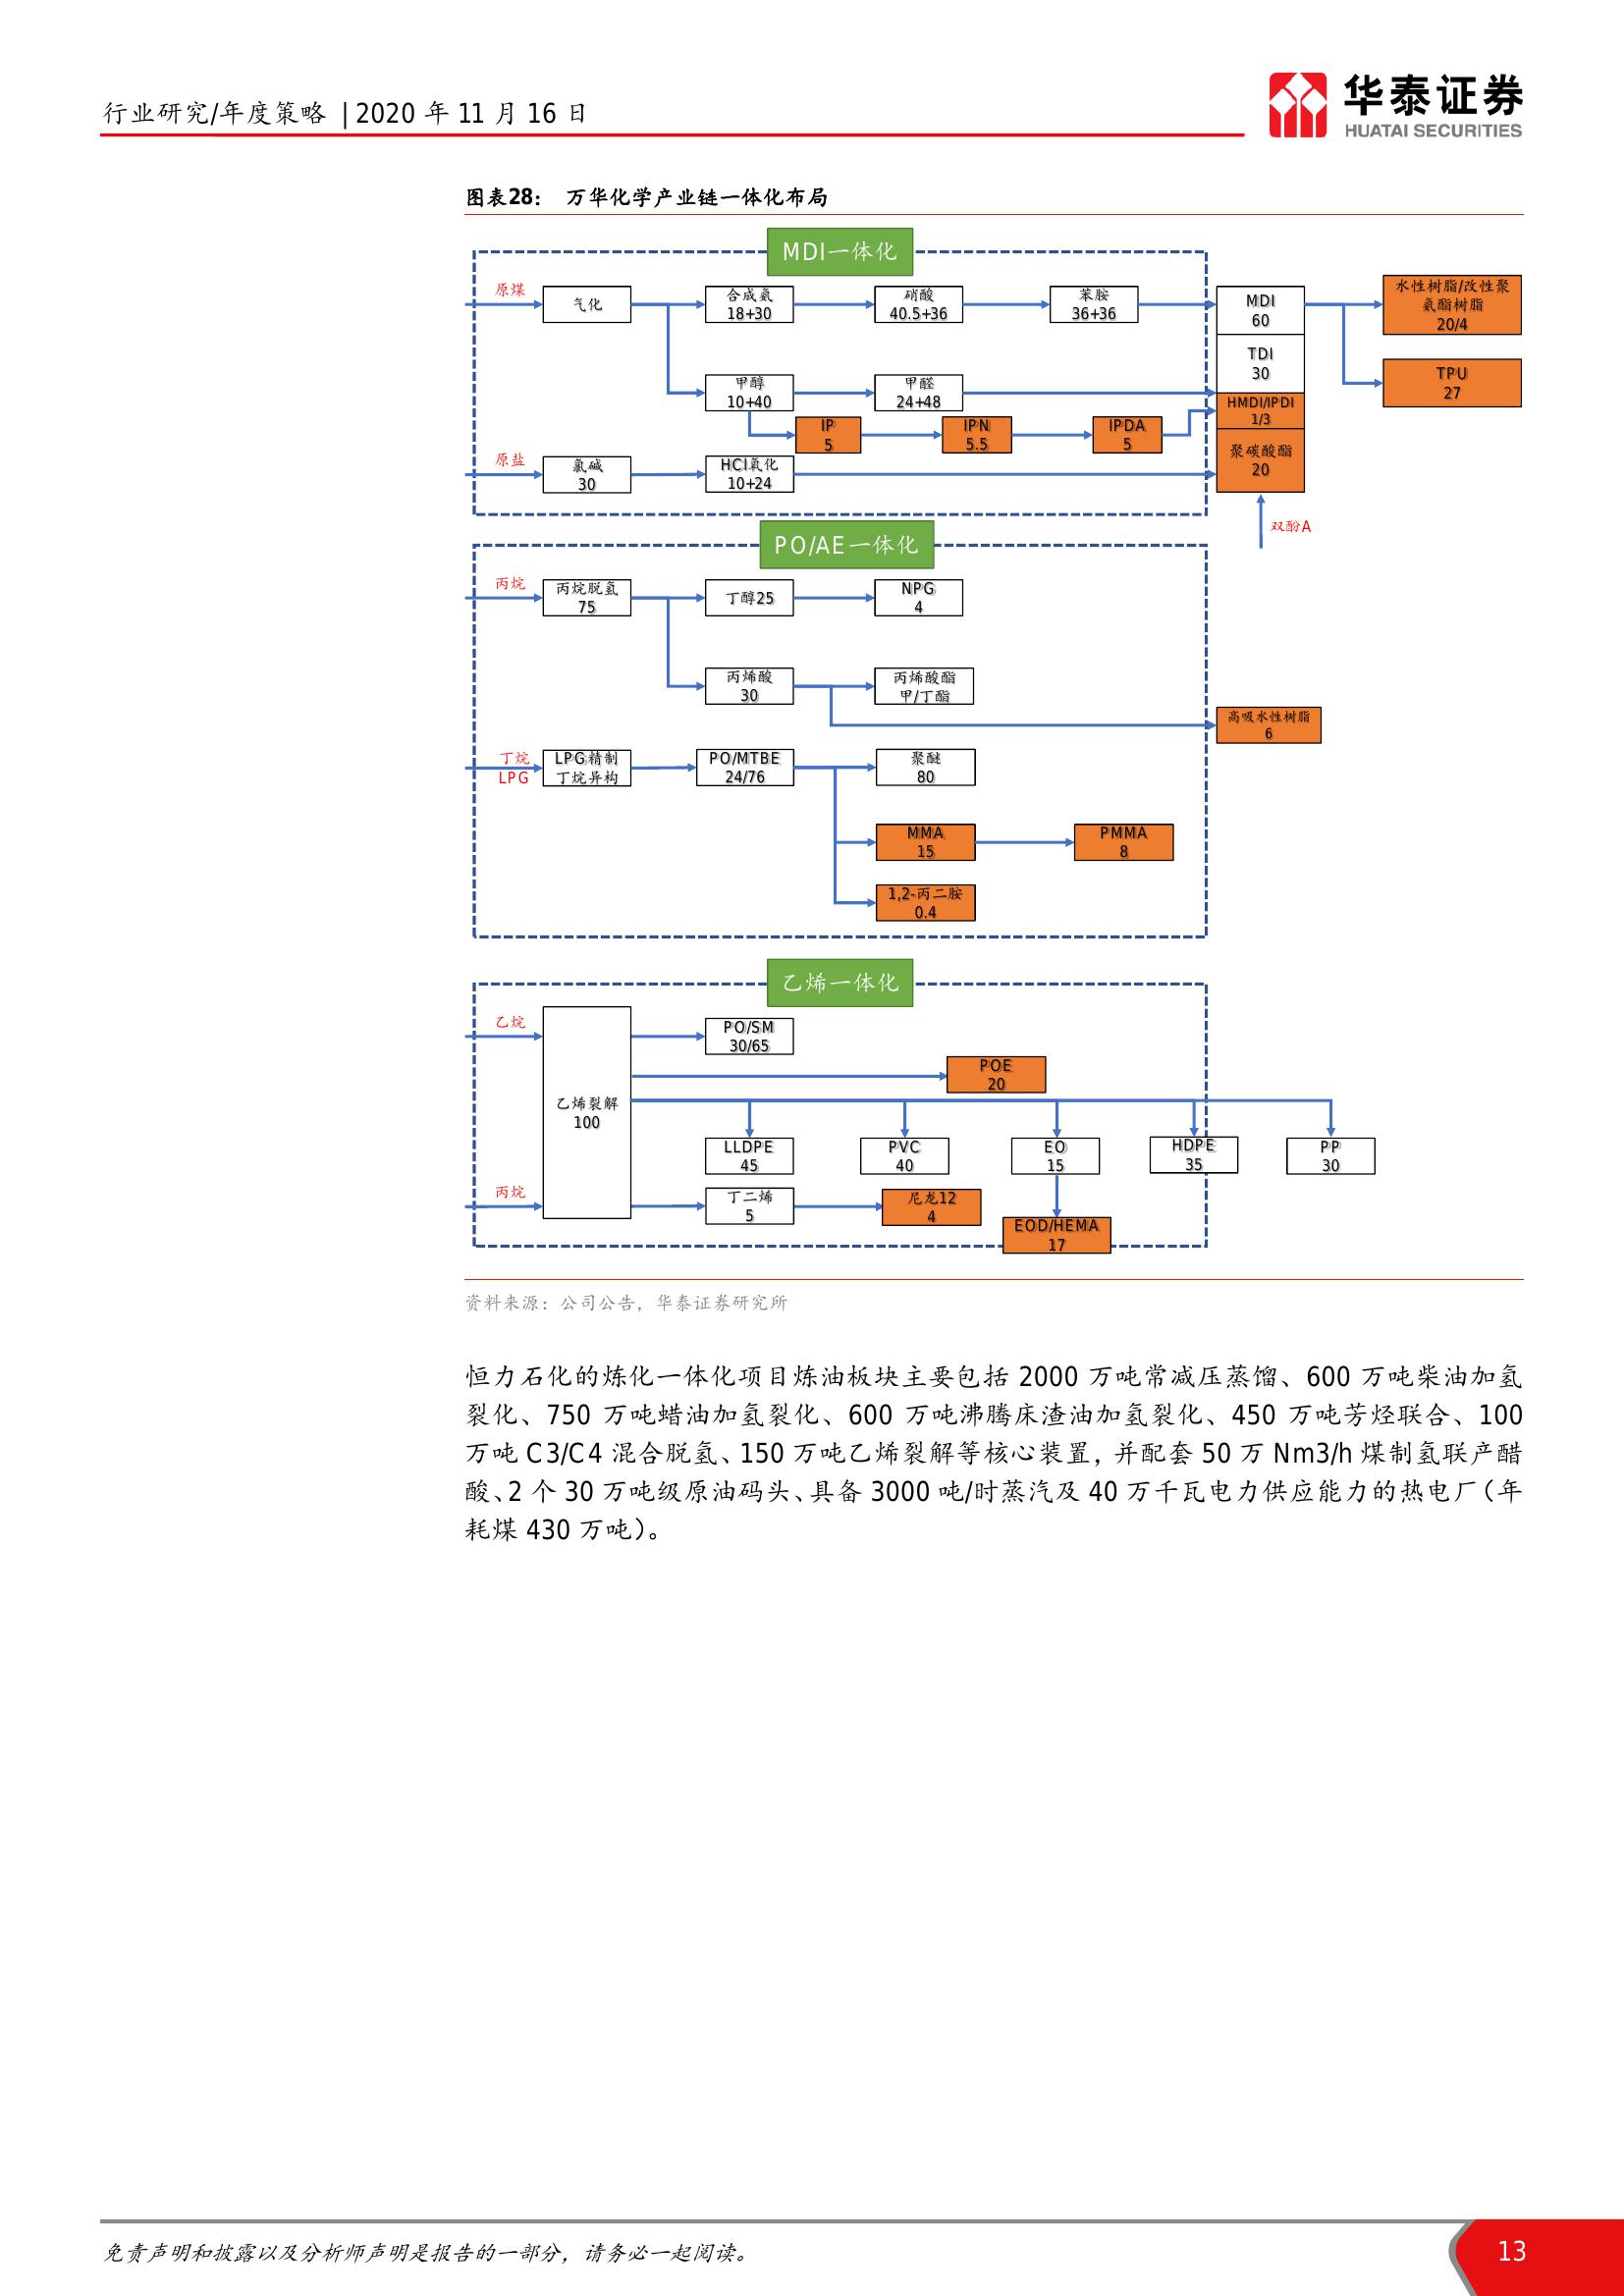 行业研究/年度策略 | 2020 年 11 月 16 日
华泰证券
HUATAI SECURITIES
图表28： 万华化学产业链一体化布局
MDI一体化
原煤
气化
合成氨
18+30
硝酸
40.5+36
苯胺
36+36
MDI
60
水性树脂/改性聚
氨酯树脂
20/4
TDI
30
TPU
27
甲醇
10+40
甲醛
24+48
HMDI/IPDI
1/3
IP
5
IPN
5.5
IPDA
5
聚碳酸酯
20
原盐
氯碱
30
HCl氧化
10+24
双酚A
PO/AE一体化
丙烷
丙烷脱氢
75
丁醇25
NPG
4
丙烯酸
30
丙烯酸酯
甲/丁酯
高吸水性树脂
6
丁烷
LPG
LPG精制
丁烷异构
PO/MTBE
24/76
聚醚
80
MMA
15
PMMA
8
1,2-丙二胺
0.4
乙烯一体化
乙烷
乙烯裂解
100
PO/SM
30/65
POE
20
LLDPE
45
PVC
40
EO
15
HDPE
35
PP
30
丙烷
丁二烯
5
尼龙12
4
EOD/HEMA
17
资料来源：公司公告，华泰证券研究所
恒力石化的炼化一体化项目炼油板块主要包括 2000 万吨常减压蒸馏、600 万吨柴油加氢
裂化、750 万吨蜡油加氢裂化、600 万吨沸腾床渣油加氢裂化、450 万吨芳烃联合、100
万吨 C3/C4 混合脱氢、150 万吨乙烯裂解等核心装置，并配套 50 万 Nm3/h 煤制氢联产醋
酸、2 个 30 万吨级原油码头、具备 3000 吨/时蒸汽及 40 万千瓦电力供应能力的热电厂（年
耗煤 430 万吨）。
免责声明和披露以及分析师声明是报告的一部分，请务必一起阅读。
13